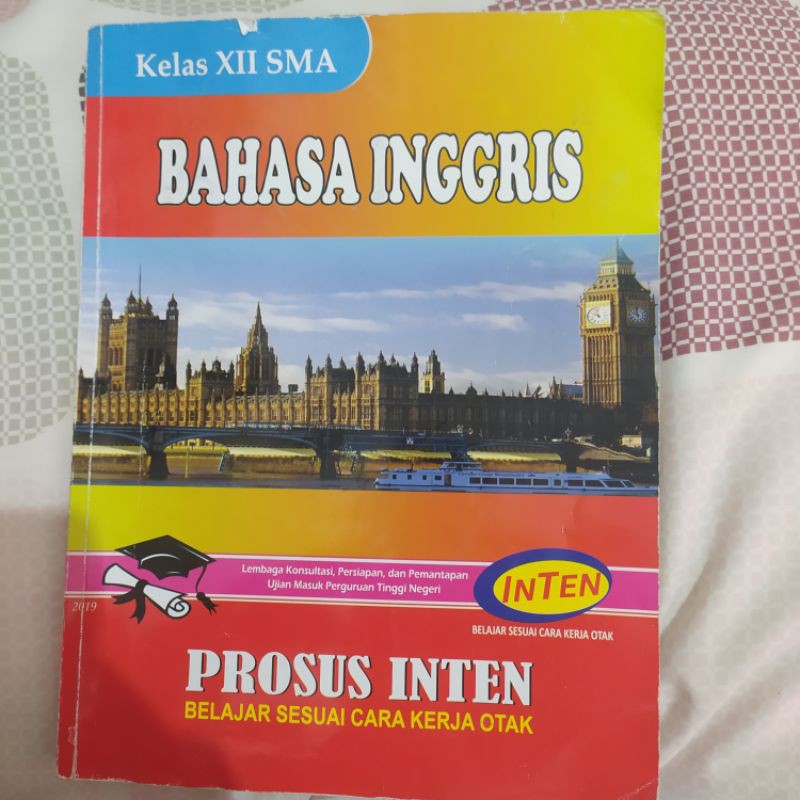 Kelas XII SMA
BAHASA INGGRIS
Lembaga Konsultasi, Persiapan, dan Pemantapan
Ujian Masuk Perguruan Tinggi Negeri
INTEN
BELAJAR SESUAI CARA KERJA OTAK
2019
PROSUS INTEN
BELAJAR SESUAI CARA KERJA OTAK